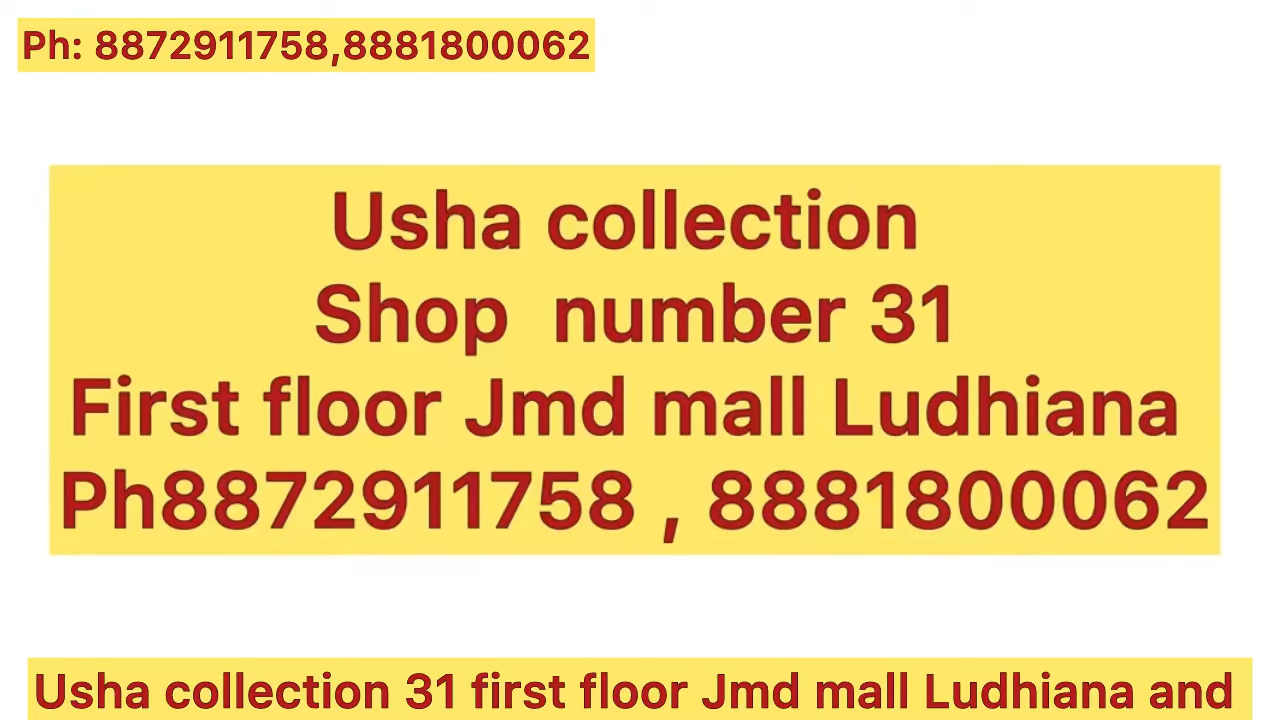 Ph: 8872911758,8881800062
Usha collection
Shop number 31
First floor Jmd mall Ludhiana
Ph8872911758 , 8881800062
Usha collection 31 first floor Jmd mall Ludhiana and